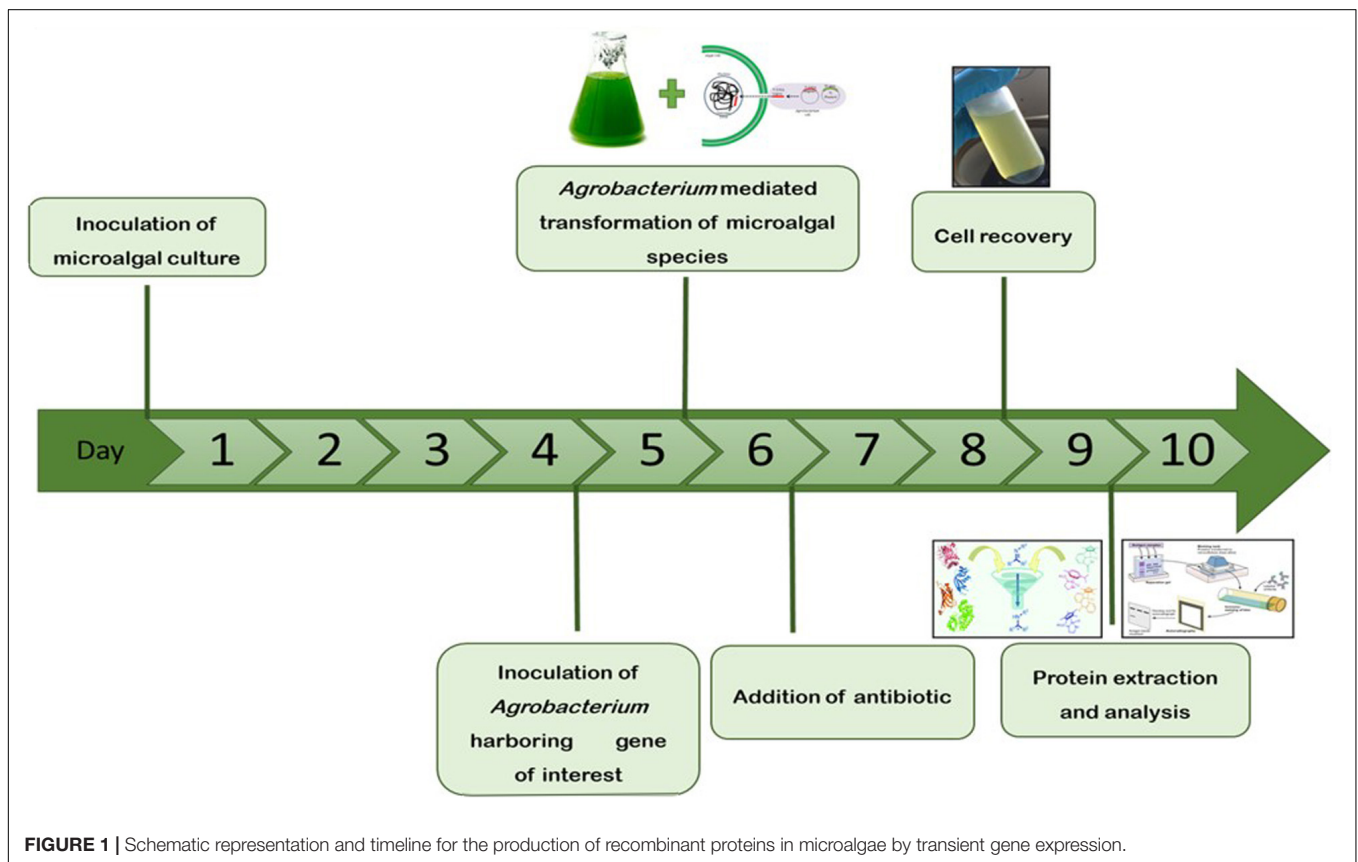 Inoculation of
microalgal culture
Agrobacterium mediated
transformation of microalgal
species
Cell recovery
Day
1
2
3
4
5
6
7
8
9
10
Inoculation of
Agrobacterium
harboring gene
of interest
Addition of antibiotic
Protein extraction
and analysis
FIGURE 1 | Schematic representation and timeline for the production of recombinant proteins in microalgae by transient gene expression.